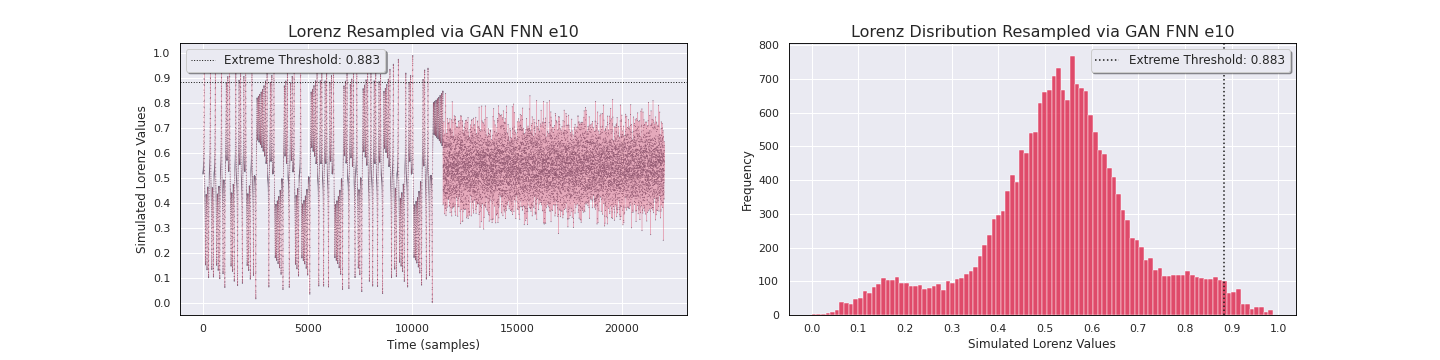 Lorenz Resampled via GAN FNN e10
Extreme Threshold: 0.883
1.0
0.9
0.8
0.7
0.6
0.5
0.4
0.3
0.2
0.1
0.0
Simulated Lorenz Values
0 5000 10000 15000 20000
Time (samples)
Lorenz Disribution Resampled via GAN FNN e10
Extreme Threshold: 0.883
800
700
600
500
400
300
200
100
0
Frequency
0.0 0.1 0.2 0.3 0.4 0.5 0.6 0.7 0.8 0.9 1.0
Simulated Lorenz Values